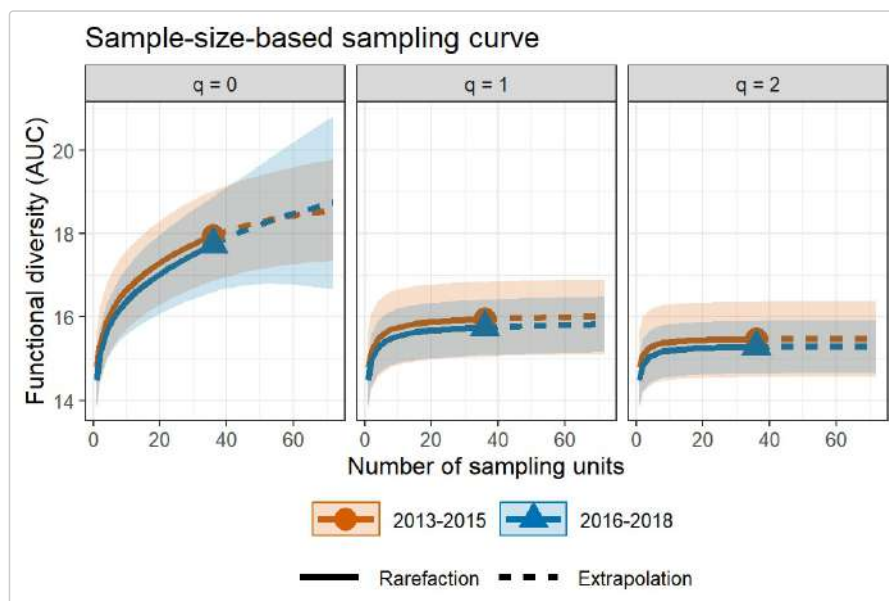 Sample-size-based sampling curve
q = 0
q = 1
q = 2
Functional diversity (AUC)
20
18
16
14
0 20 40 60
0 20 40 60
0 20 40 60
Number of sampling units
2013-2015
2016-2018
Rarefaction
Extrapolation